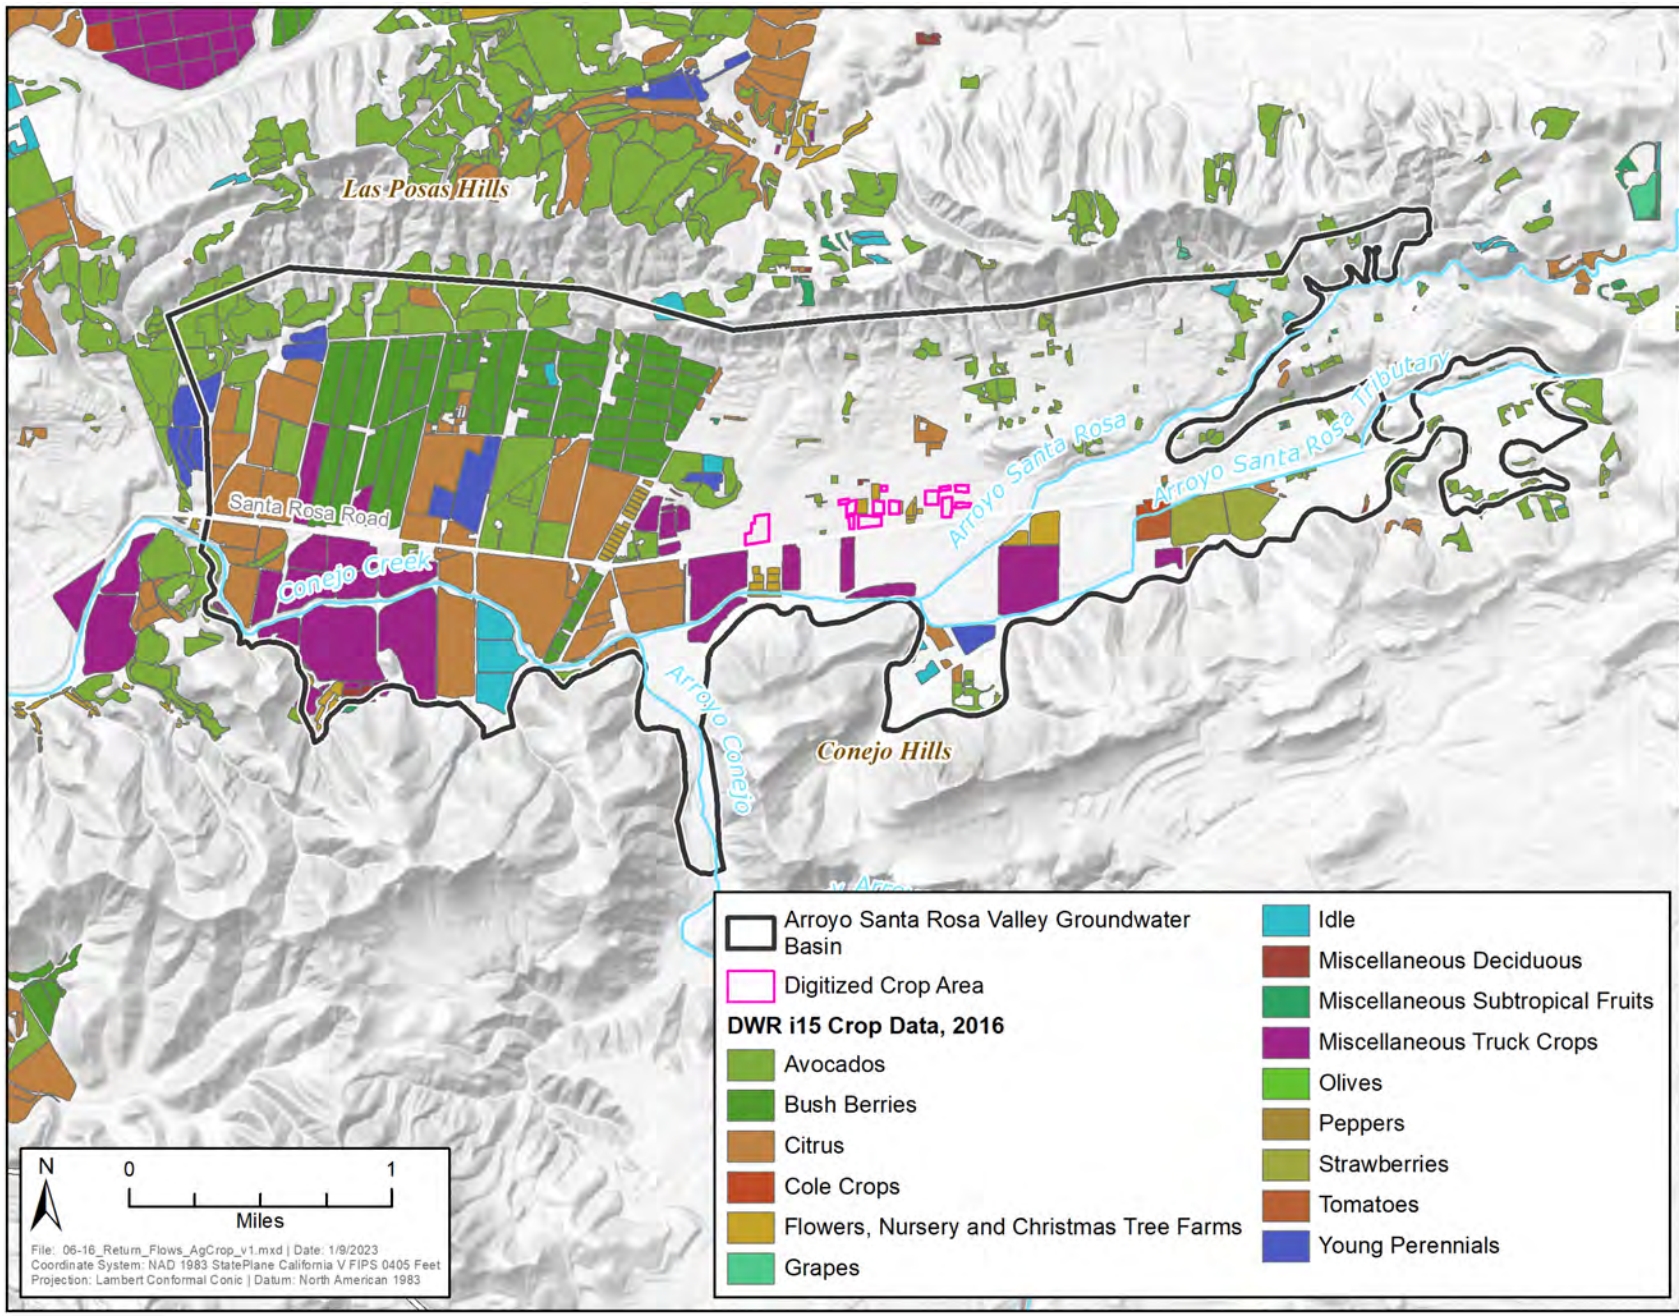 Las Posas Hills
Santa Rosa Road
Conejo Creek
Arroyo Santa Rosa
Arroyo Santa Rosa Tributary
Arroyo Conejo
Conejo Hills
Arroyo Santa Rosa Valley Groundwater
Basin
Digitized Crop Area
DWR i15 Crop Data, 2016
Avocados
Bush Berries
Citrus
Cole Crops
Flowers, Nursery and Christmas Tree Farms
Grapes
Idle
Miscellaneous Deciduous
Miscellaneous Subtropical Fruits
Miscellaneous Truck Crops
Olives
Peppers
Strawberries
Tomatoes
Young Perennials
N
0 1
Miles
File: 06-16_Return_Flows_AgCrop_v1.mxd | Date: 1/9/2023
Coordinate System: NAD 1983 StatePlane California V FIPS 0405 Feet
Projection: Lambert Conformal Conic | Datum: North American 1983